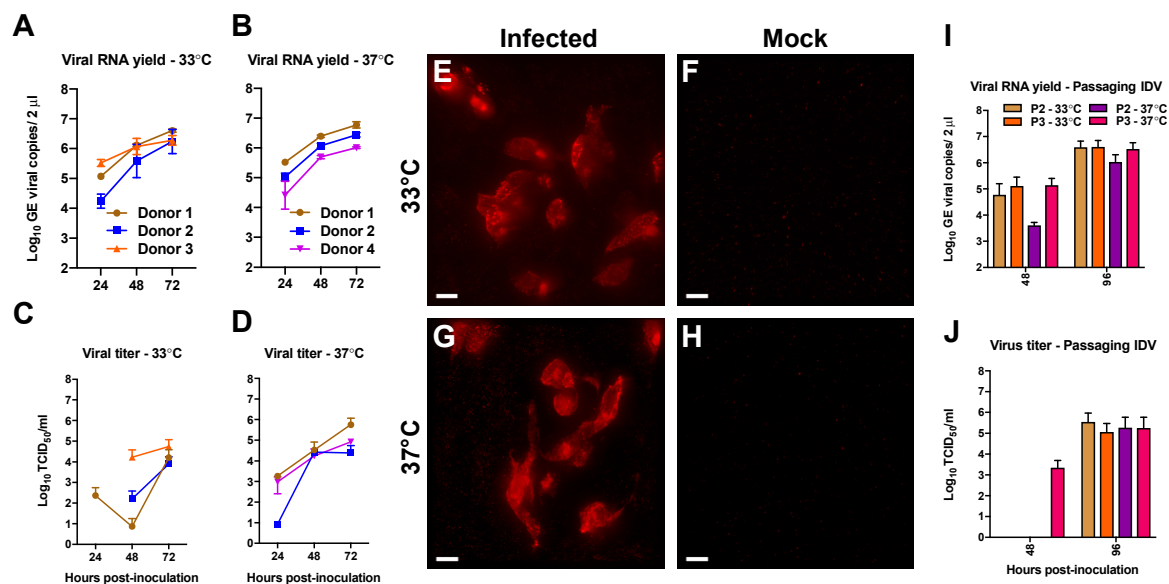 A
Viral RNA yield - 33°C
Log10 GE viral copies/ 2 µl
8
7
6
5
4
3
2
Donor 1
Donor 2
Donor 3
24 48 72
B
Viral RNA yield - 37°C
8
7
6
5
4
3
2
Donor 1
Donor 2
Donor 4
24 48 72
C
Viral titer - 33°C
Log10 TCID50/ml
8
7
6
5
4
3
2
1
0
24 48 72
Hours post-inoculation
D
Viral titer - 37°C
8
7
6
5
4
3
2
1
0
24 48 72
Hours post-inoculation
Infected
Mock
33°C
37°C
E
F
G
H
I
Viral RNA yield - Passaging IDV
Log10 GE viral copies/ 2 µl
8
7
6
5
4
3
2
P2 - 33°C P2 - 37°C
P3 - 33°C P3 - 37°C
48 96
J
Virus titer - Passaging IDV
Log10 TCID50/ml
8
7
6
5
4
3
2
1
0
48 96
Hours post-inoculation